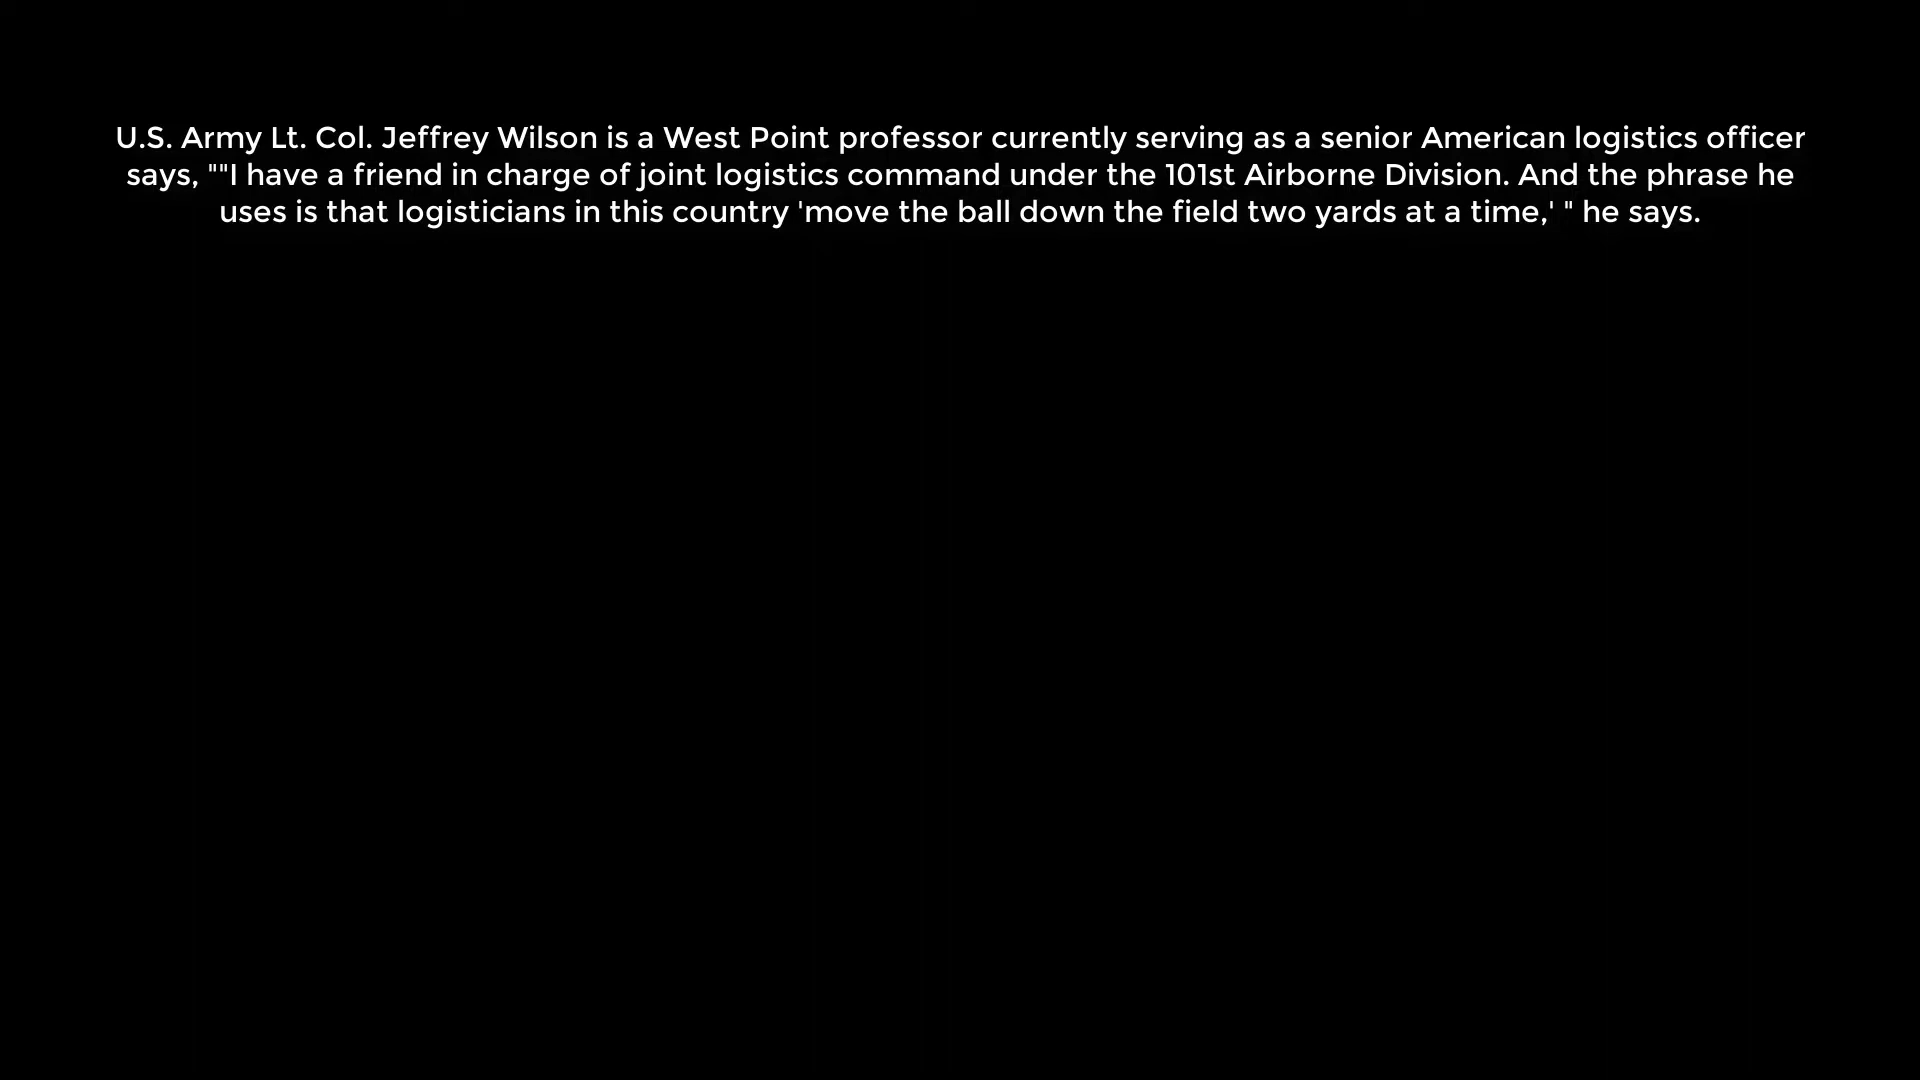 U.S. Army Lt. Col. Jeffrey Wilson is a West Point professor currently serving as a senior American logistics officer
says, ""I have a friend in charge of joint logistics command under the 101st Airborne Division. And the phrase he
uses is that logisticians in this country 'move the ball down the field two yards at a time,' " he says.